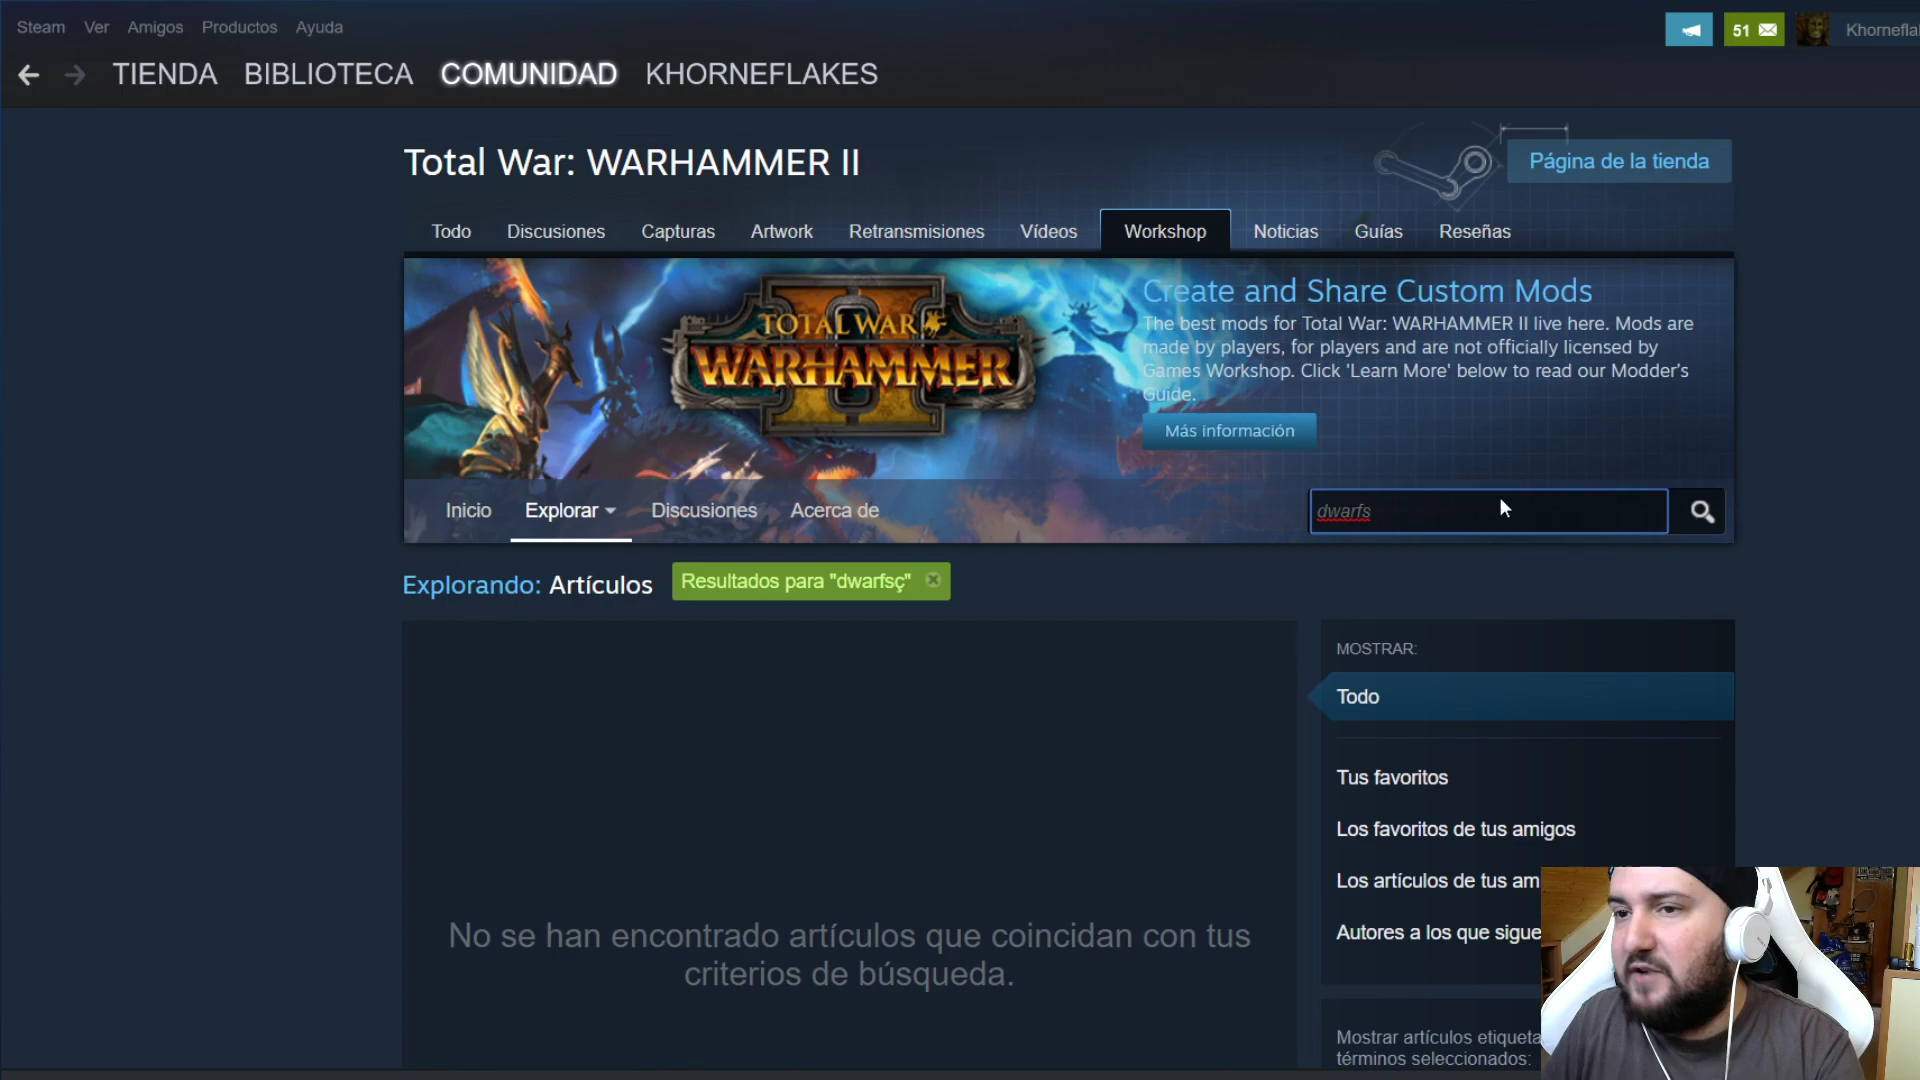 Steam Ver Amigos Productos Ayuda
51
Khornefla
TIENDA BIBLIOTECA COMUNIDAD KHORNEFLAKES
Total War: WARHAMMER II
Página de la tienda
Todo Discusiones Capturas Artwork Retransmisiones Vídeos Workshop Noticias Guías Reseñas
TOTAL WAR
WARHAMMER
II
Create and Share Custom Mods
The best mods for Total War: WARHAMMER II live here. Mods are
made by players, for players and are not officially licensed by
Games Workshop. Click 'Learn More' below to read our Modder's
Guide.
Más información
Inicio Explorar Discusiones Acerca de
dwarfs
Explorando: Artículos
Resultados para "dwarfsç"
No se han encontrado artículos que coincidan con tus
criterios de búsqueda.
MOSTRAR:
Todo
Tus favoritos
Los favoritos de tus amigos
Los artículos de tus am
Autores a los que sigue
Mostrar artículos etiqueta
términos seleccionados: